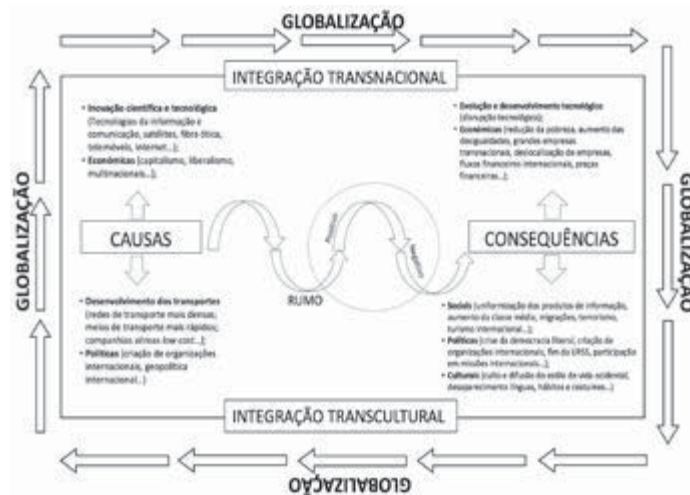 GLOBALIZAÇÃO
INTEGRAÇÃO TRANSNACIONAL
• Inovação científica e tecnológica
(Tecnologias da informação e
comunicação, satélites, fibra ótica,
telemóveis, internet...);
• Económicas (capitalismo, liberalismo,
multinacionais...);
• Evolução e desenvolvimento tecnológico
(disrupção tecnológica);
• Económicas (redução da pobreza, aumento das
desigualdades, grandes empresas
transnacionais, deslocalização de empresas,
fluxos financeiro internacionais, preços
financeiros...);
GLOBALIZAÇÃO
CAUSAS
RUMO
CONSEQUÊNCIAS
GLOBALIZAÇÃO
• Desenvolvimento dos transportes
(redes de transporte mais densas,
meios de transporte mais rápidos;
companhias aéreas low cost...);
• Políticas (criação de organizações
internacionais, geopolítica
internacional...)
• Sociais (uniformização dos produtos de informação,
aumento da classe média, migrações, terrorismo,
turismo internacional...);
• Políticas (crise da democracia liberal, criação de
organizações internacionais, fim da URSS, participação
em missões internacionais...);
• Culturais (culto e difusão do estilo de vida ocidental,
desaparecimento línguas, hábitos e costumes...)
INTEGRAÇÃO TRANSCULTURAL
GLOBALIZAÇÃO